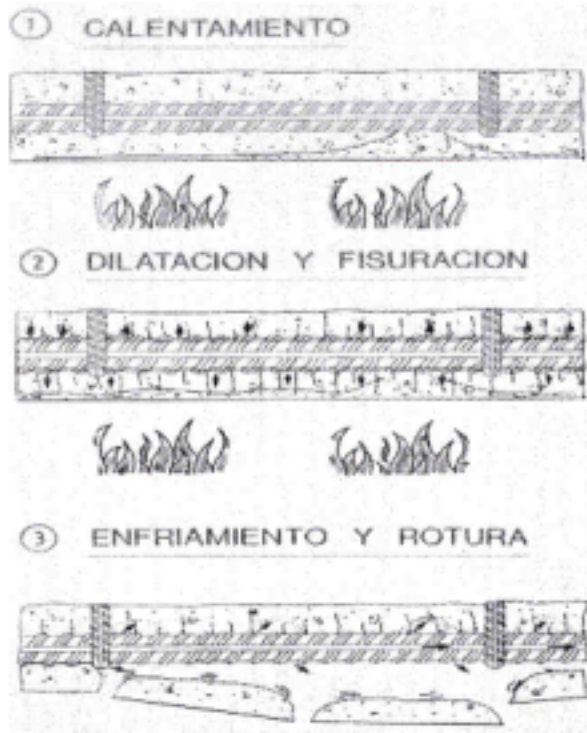 1 CALENTAMIENTO
2 DILATACION Y FISURACION
3 ENFRIAMIENTO Y ROTURA